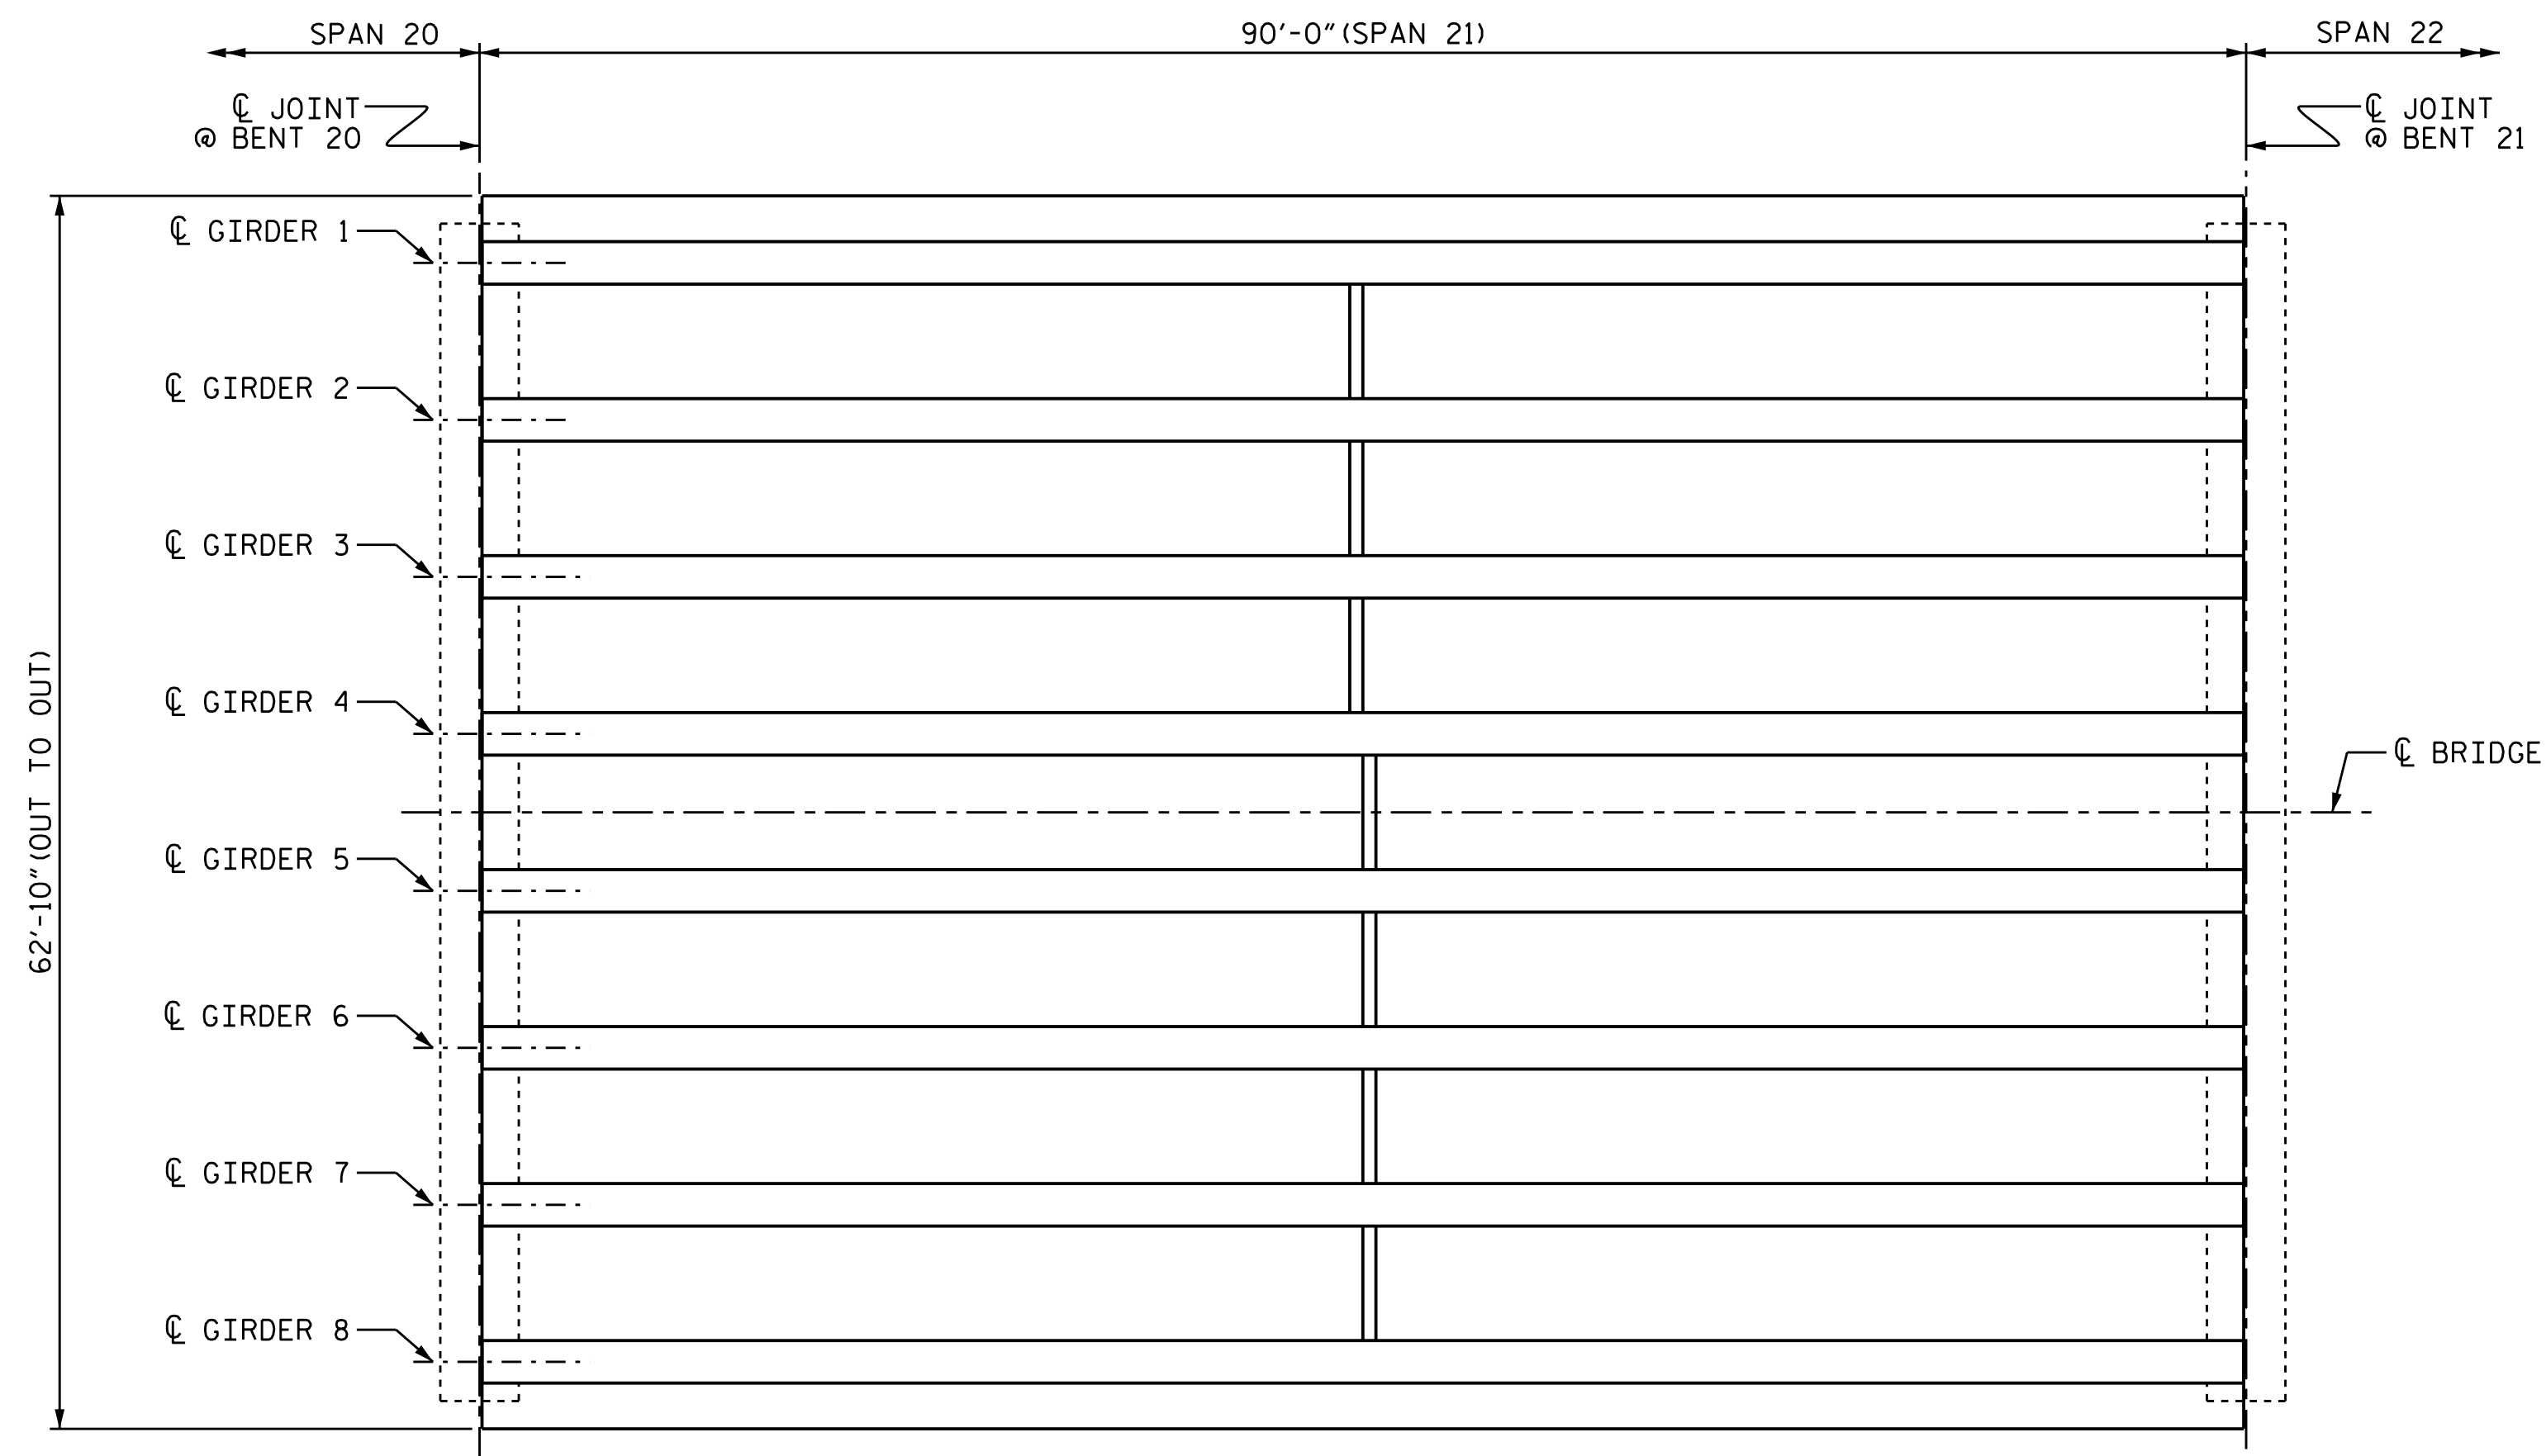 SPAN 20
90'-0"(SPAN 21)
SPAN 22
℄ JOINT
@ BENT 20
℄ JOINT
@ BENT 21
℄ GIRDER 1
℄ GIRDER 2
℄ GIRDER 3
℄ GIRDER 4
℄ GIRDER 5
℄ GIRDER 6
℄ GIRDER 7
℄ GIRDER 8
62'-10"(OUT TO OUT)
℄ BRIDGE